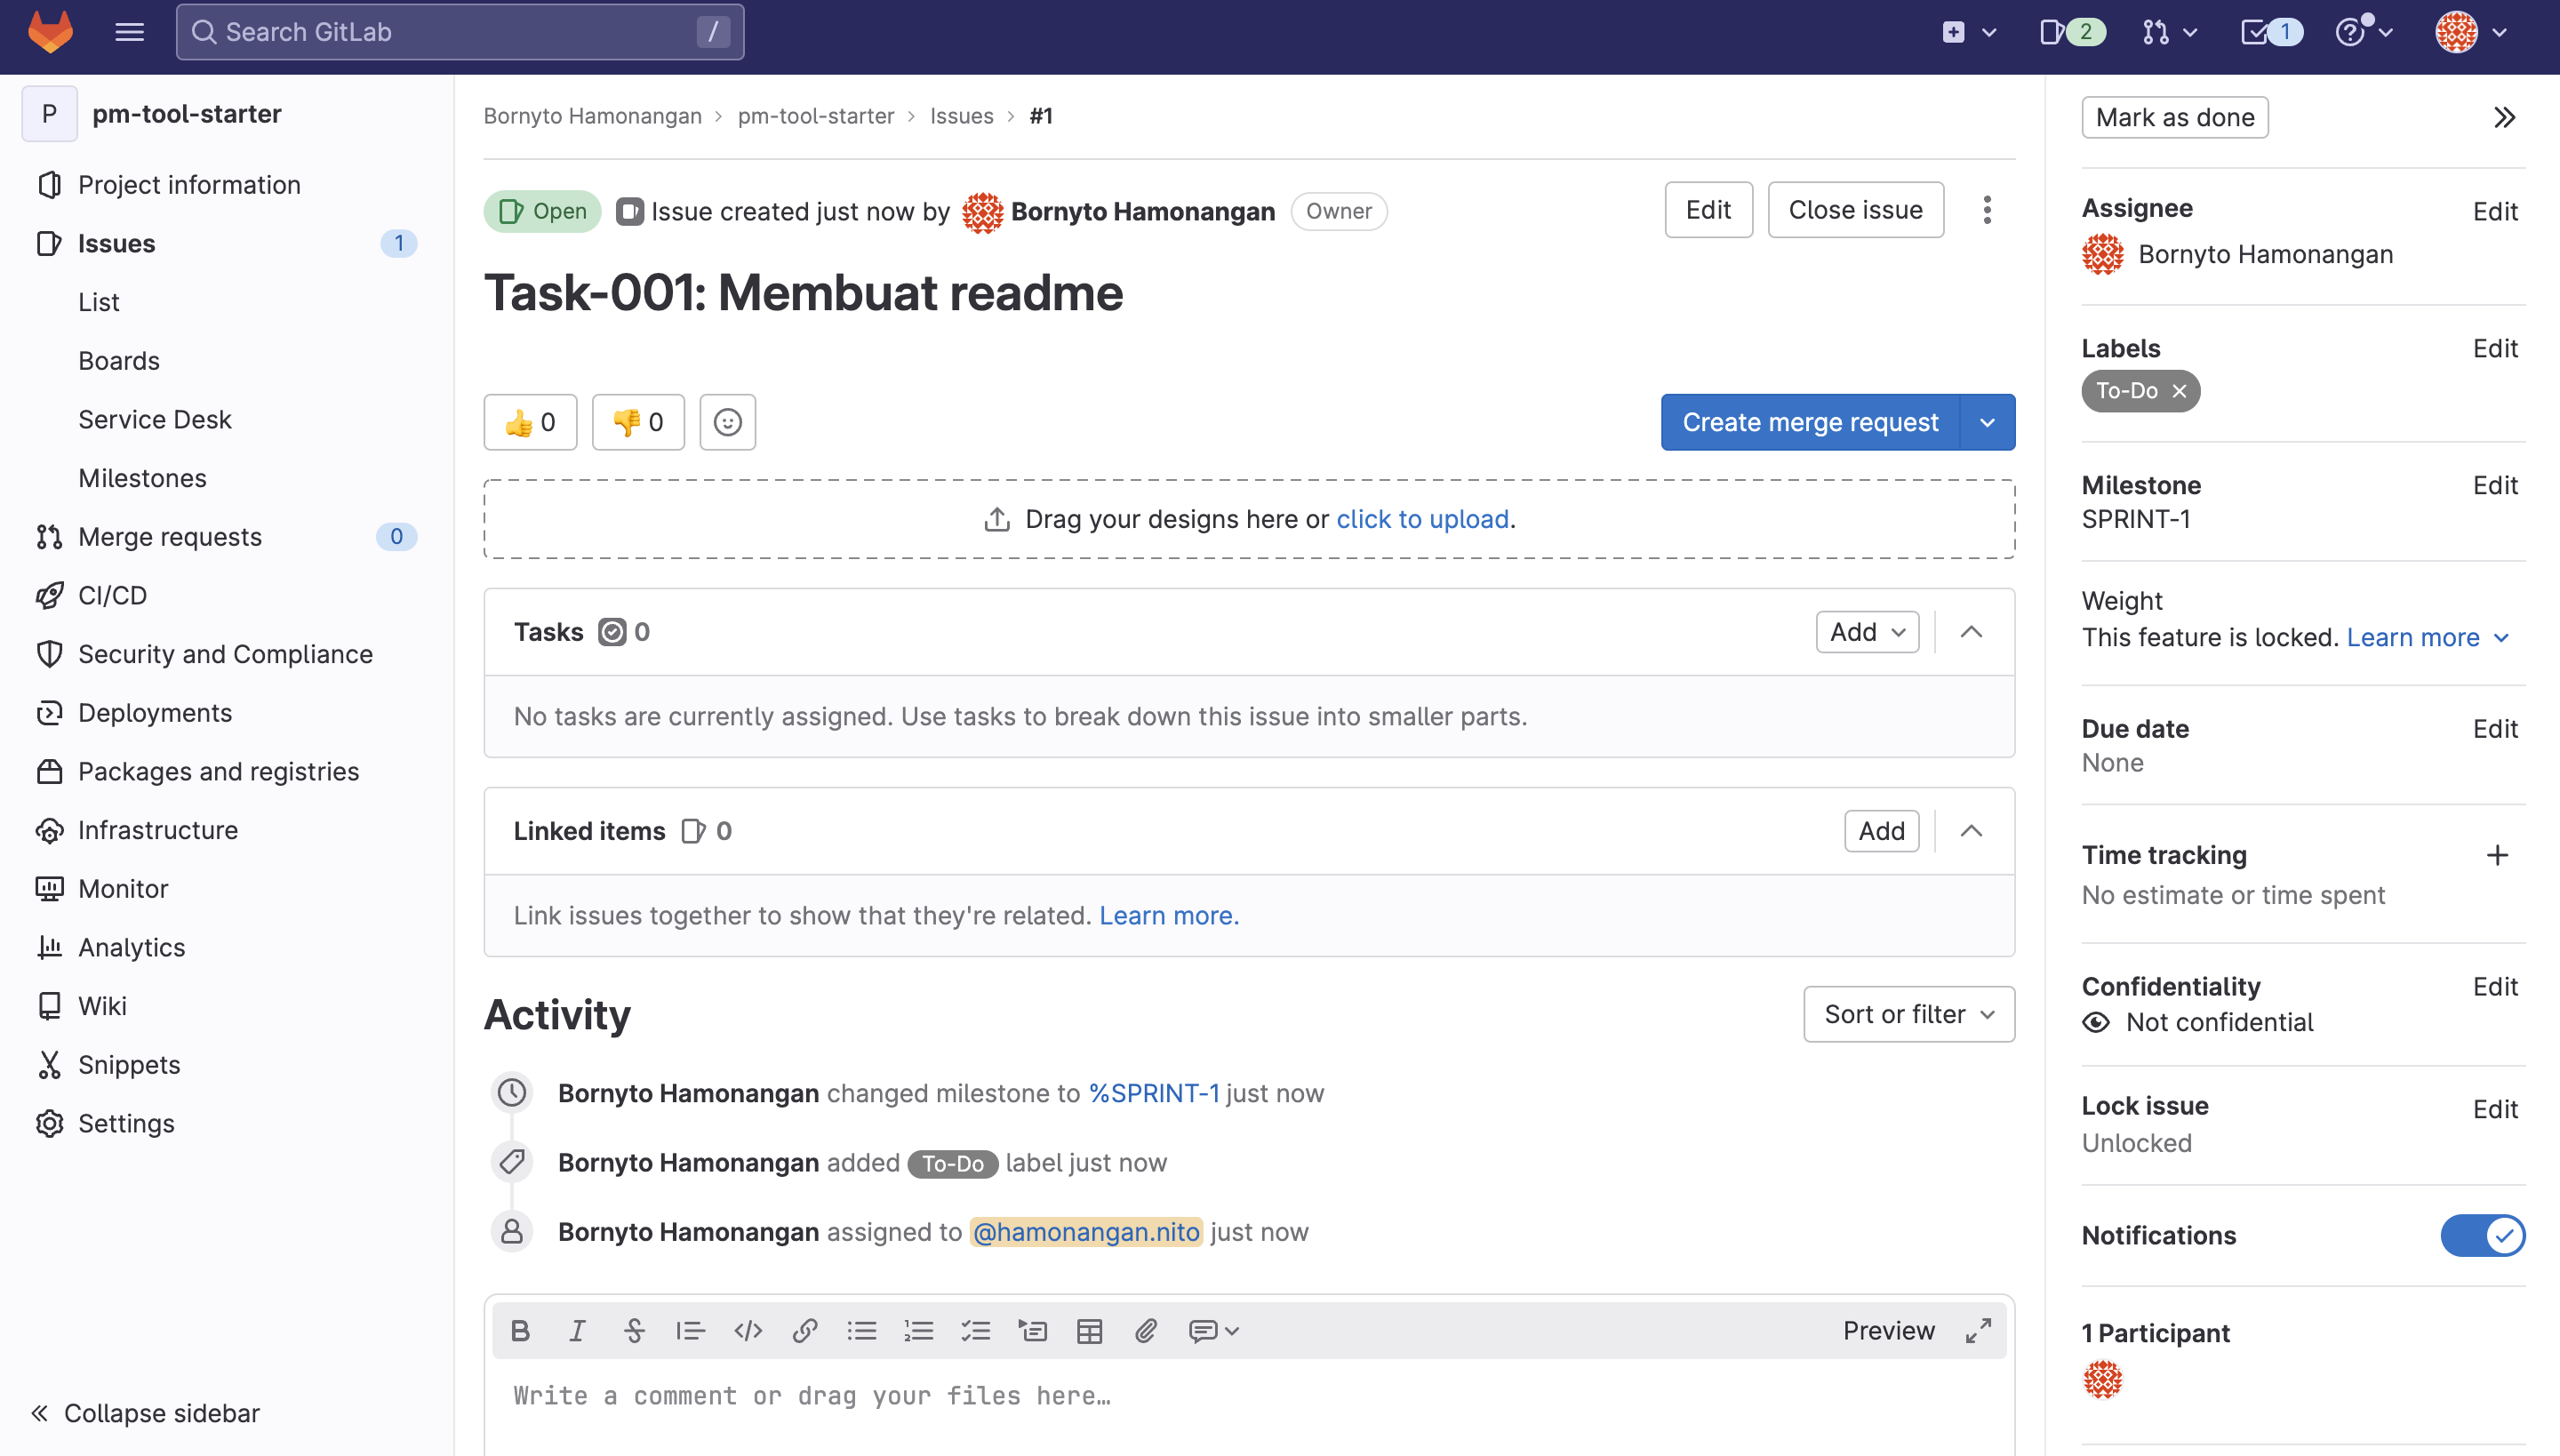 Search GitLab /
2
1
P pm-tool-starter
Project information
Issues 1
List
Boards
Service Desk
Milestones
Merge requests 0
CI/CD
Security and Compliance
Deployments
Packages and registries
Infrastructure
Monitor
Analytics
Wiki
Snippets
Settings
Collapse sidebar
Bornyto Hamonangan > pm-tool-starter > Issues > #1
Open Issue created just now by Bornyto Hamonangan Owner
Edit Close issue
Task-001: Membuat readme
0 0
Create merge request
Drag your designs here or click to upload.
Tasks 0
Add
No tasks are currently assigned. Use tasks to break down this issue into smaller parts.
Linked items 0
Add
Link issues together to show that they're related. Learn more.
Activity
Sort or filter
Bornyto Hamonangan changed milestone to %SPRINT-1 just now
Bornyto Hamonangan added To-Do label just now
Bornyto Hamonangan assigned to @hamonangan.nito just now
Preview
Write a comment or drag your files here…
Mark as done
Assignee Edit
Bornyto Hamonangan
Labels Edit
To-Do
Milestone Edit
SPRINT-1
Weight
This feature is locked. Learn more
Due date Edit
None
Time tracking
No estimate or time spent
Confidentiality Edit
Not confidential
Lock issue Edit
Unlocked
Notifications
1 Participant